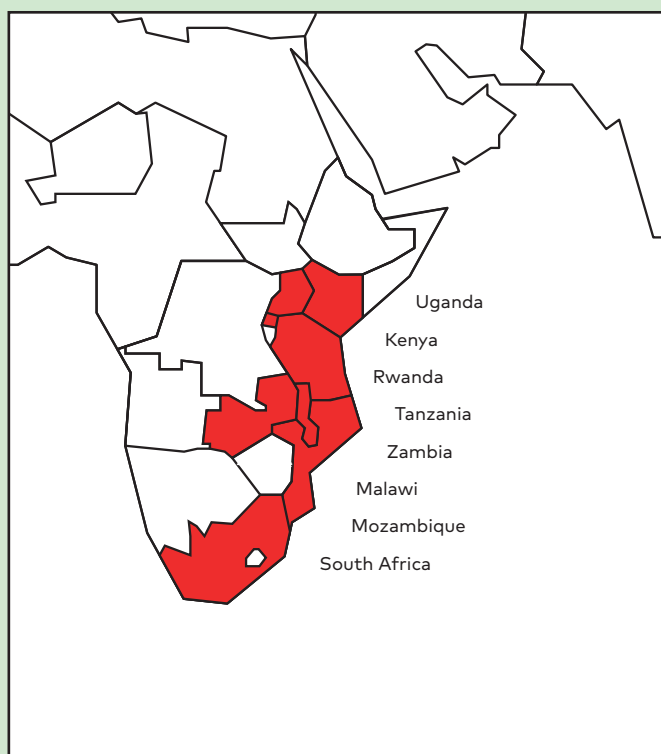 Uganda
Kenya
Rwanda
Tanzania
Zambia
Malawi
Mozambique
South Africa